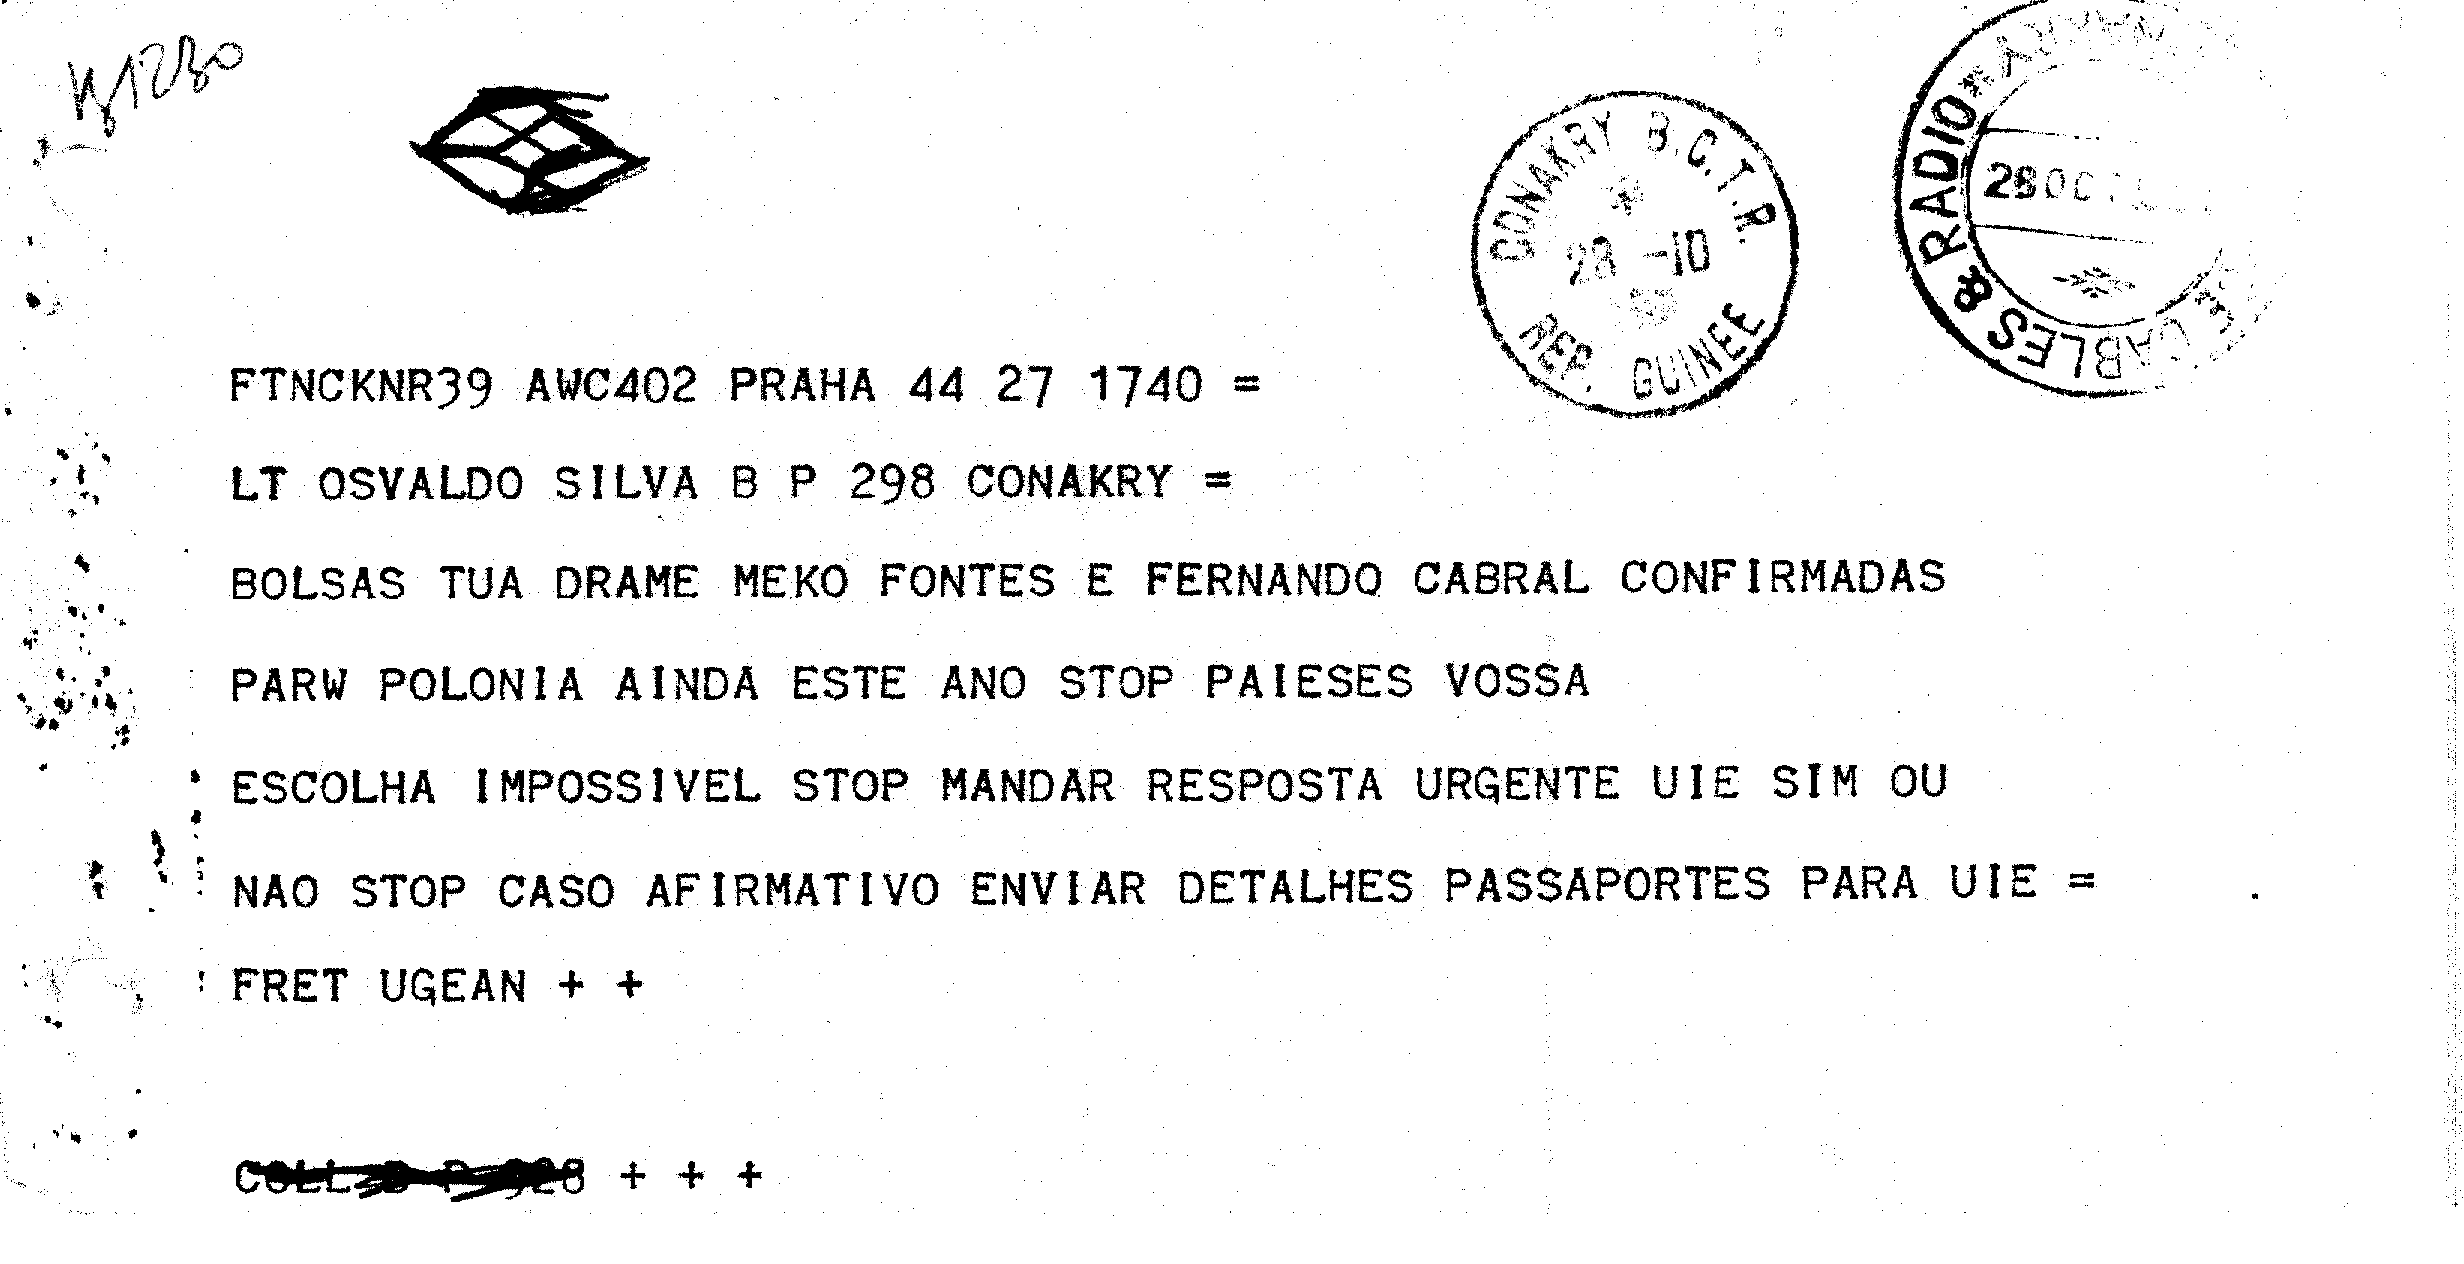 CONAKRY B.C.T.R.
28 -10
REP. GUINEE
CABLES & RADIO
28 OCT
FTNCKNR39 AWC402 PRAHA 44 27 1740 =
LT OSVALDO SILVA B P 298 CONAKRY =
BOLSAS TUA DRAME MEKO FONTES E FERNANDO CABRAL CONFIRMADAS
PARW POLONIA AINDA ESTE ANO STOP PAIESES VOSSA
ESCOLHA IMPOSSIVEL STOP MANDAR RESPOSTA URGENTE UIE SIM OU
NAO STOP CASO AFIRMATIVO ENVIAR DETALHES PASSAPORTES PARA UIE =
FRET UGEAN + +
COLL B P + + +